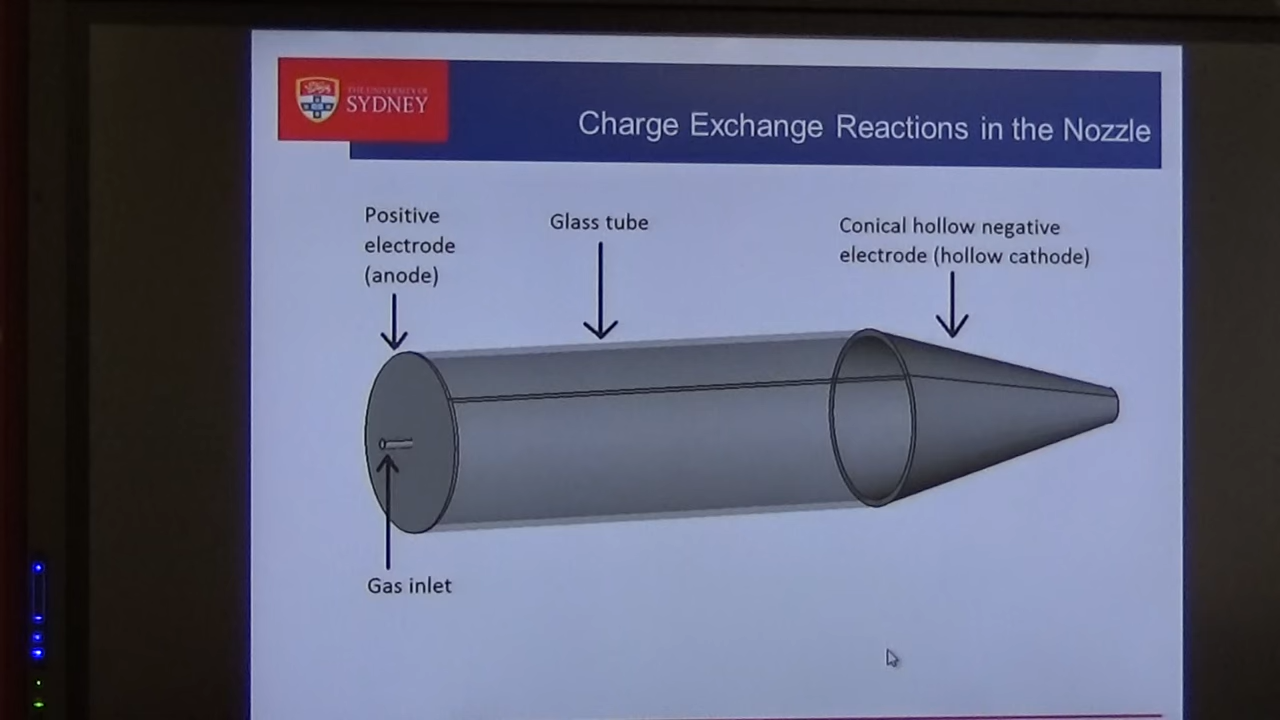 THE UNIVERSITY OF
SYDNEY
Charge Exchange Reactions in the Nozzle
Positive
electrode
(anode)
Glass tube
Conical hollow negative
electrode (hollow cathode)
Gas inlet